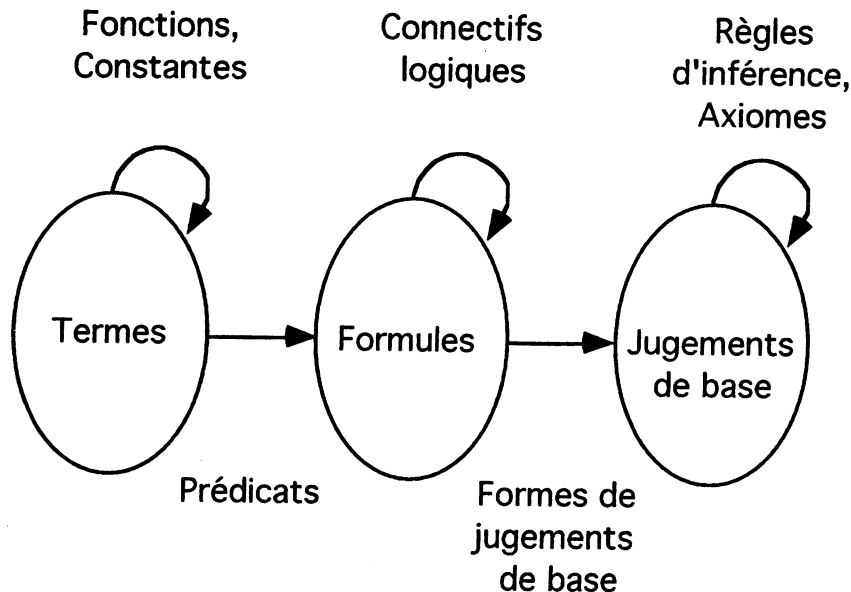 Fonctions,
Constantes
Connectifs
logiques
Règles
d'inférence,
Axiomes
Termes
Formules
Jugements
de base
Prédicats
Formes de
jugements
de base